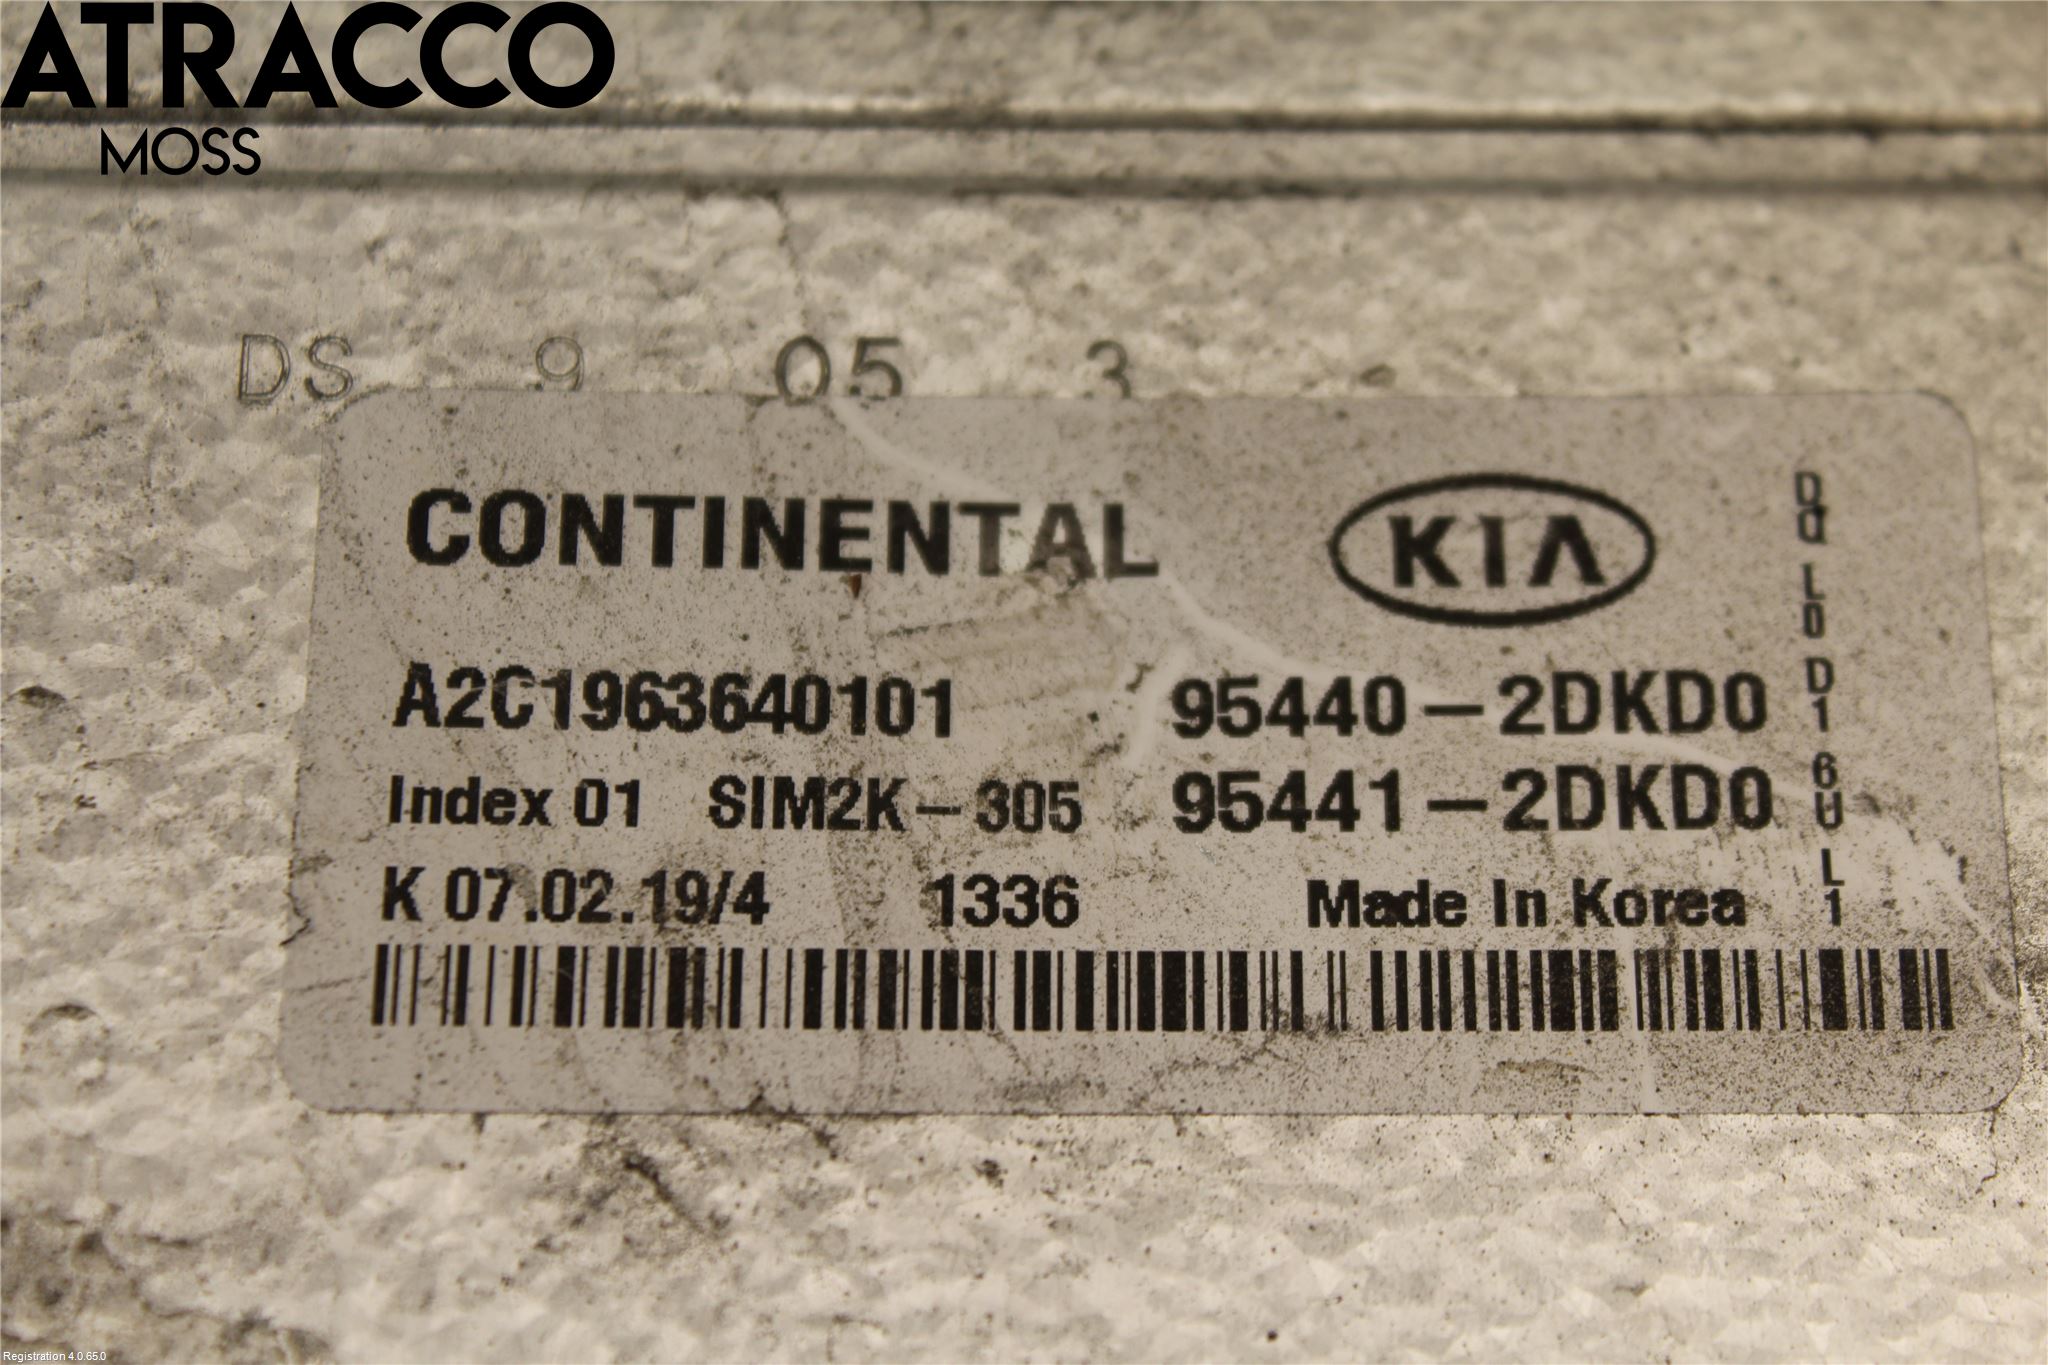 ATRACCO
MOSS
DS 9 05 3
CONTINENTAL KIA
A2C1963640101 95440-2DKD0
Index 01 SIM2K-305 95441-2DKD0
K 07.02.19/4 1336 Made In Korea
Registration 4.0.65.0